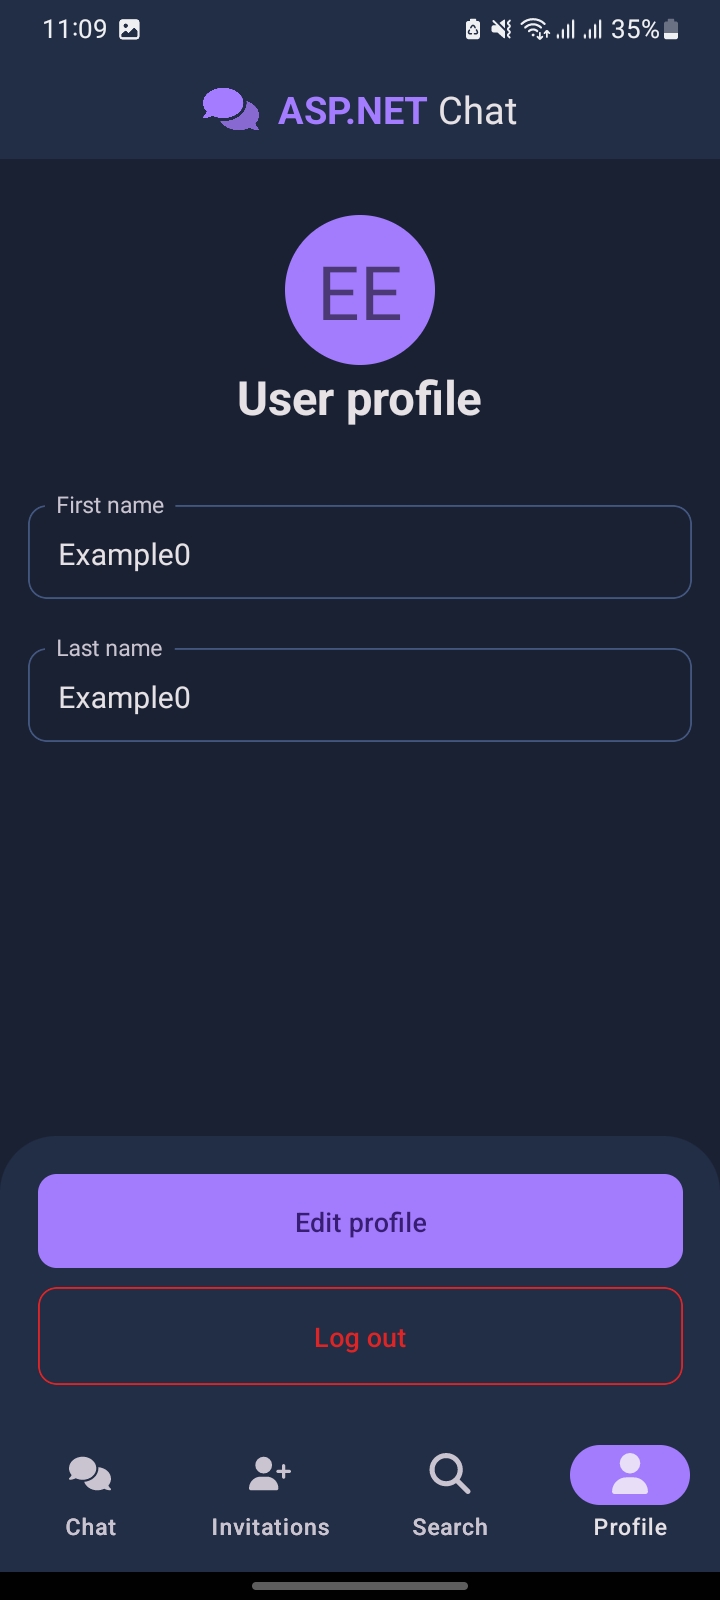 11:09 35%
ASP.NET Chat
EE
User profile
First name
Example0
Last name
Example0
Edit profile
Log out
Chat Invitations Search Profile